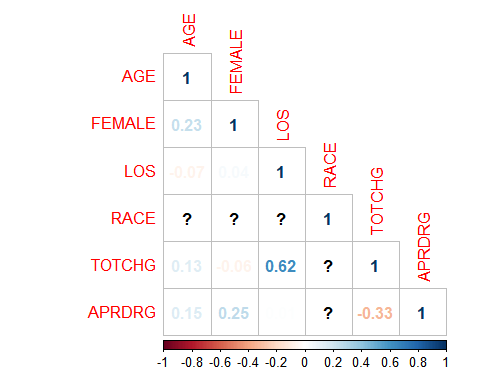 AGE
FEMALE
LOS
RACE
TOTCHG
APRDRG
AGE 1
FEMALE 0.23 1
LOS -0.07 0.04 1
RACE ? ? ? 1
TOTCHG 0.13 -0.06 0.62 ? 1
APRDRG 0.15 0.25 ? -0.33 1
-1 -0.8 -0.6 -0.4 -0.2 0 0.2 0.4 0.6 0.8 1